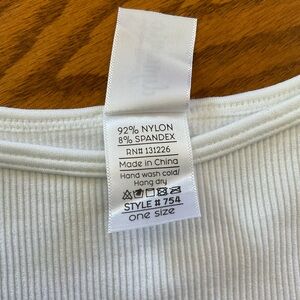 92% NYLON
8% SPANDEX
RN# 131226
Made in China
Hand wash cold/
Hang dry
STYLE # 754
one size